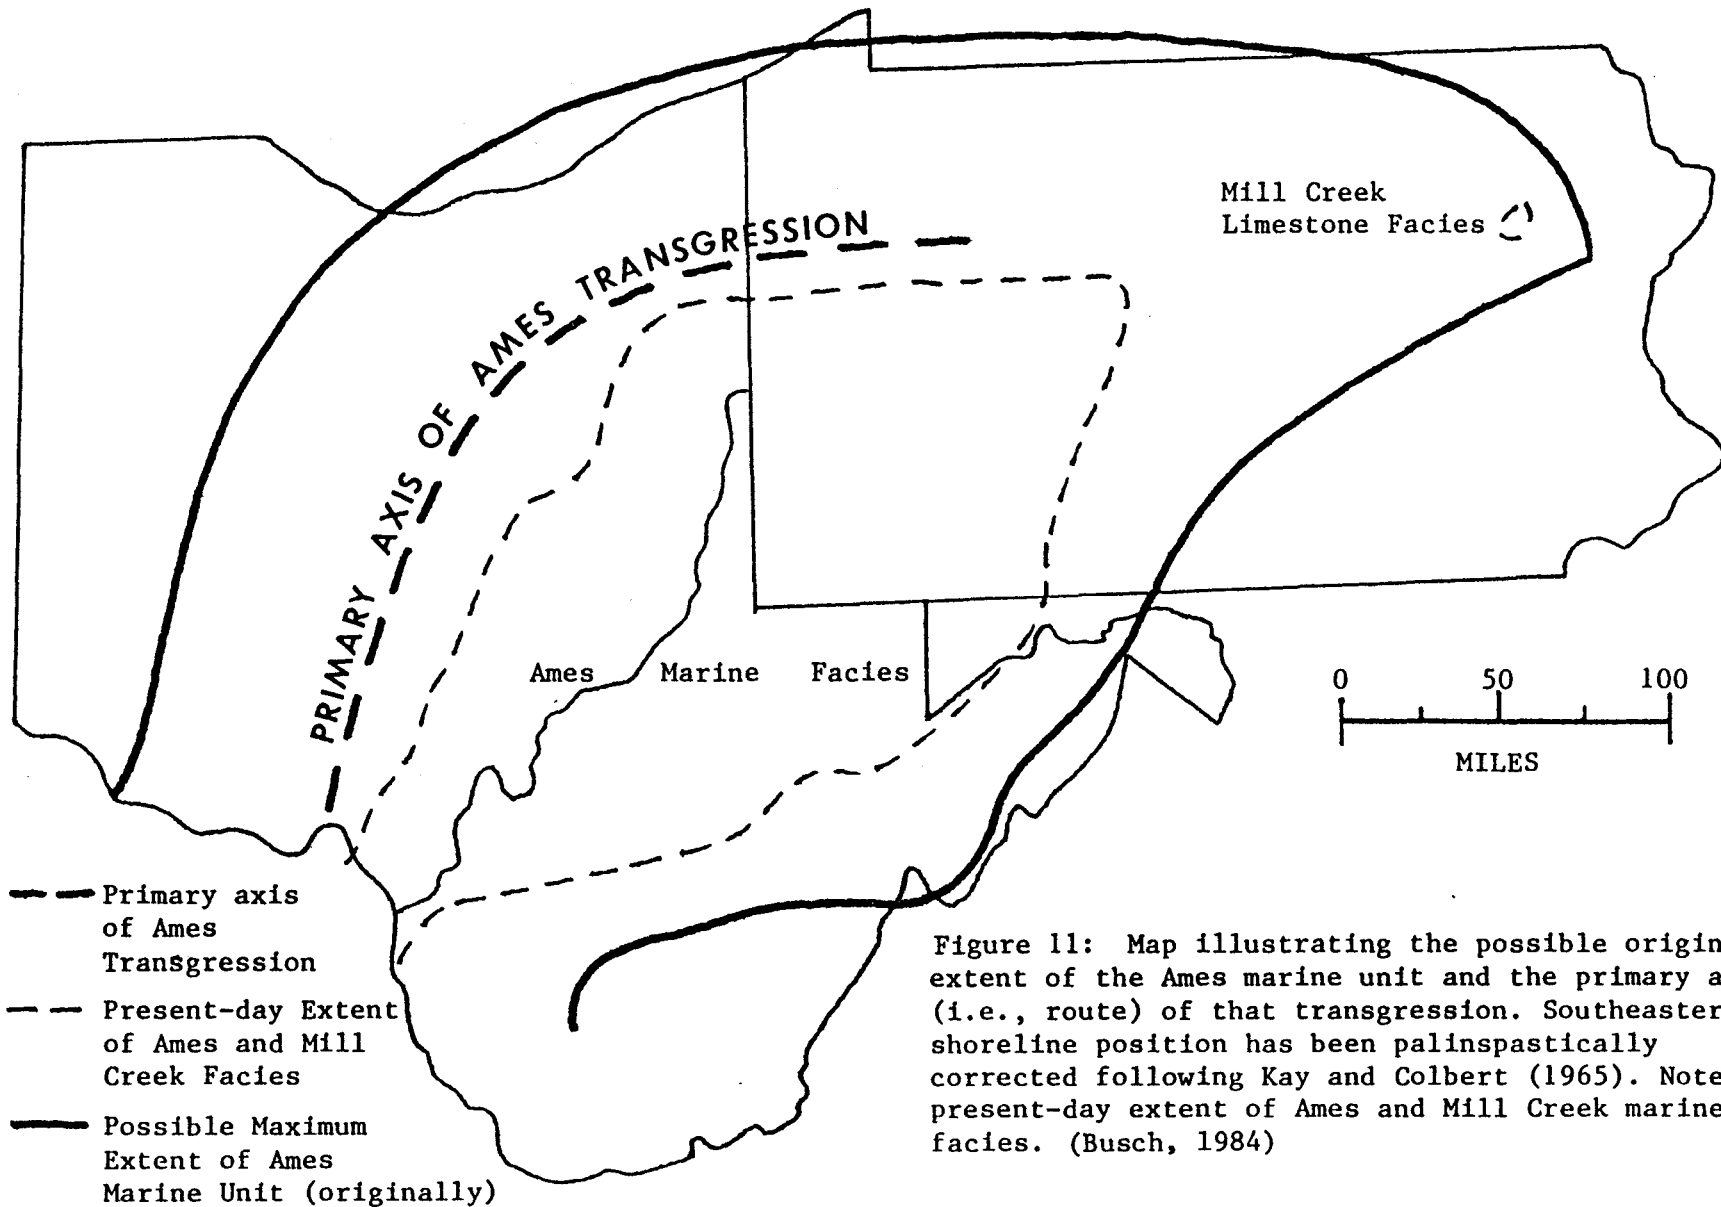 Mill Creek
Limestone Facies
PRIMARY AXIS OF AMES TRANSGRESSION
Ames Marine Facies
0 50 100
MILES
Primary axis
of Ames
Transgression
Present-day Extent
of Ames and Mill
Creek Facies
Possible Maximum
Extent of Ames
Marine Unit (originally)
Figure 11: Map illustrating the possible origin
extent of the Ames marine unit and the primary a
(i.e., route) of that transgression. Southeaster
shoreline position has been palinspastically
corrected following Kay and Colbert (1965). Note
present-day extent of Ames and Mill Creek marine
facies. (Busch, 1984)